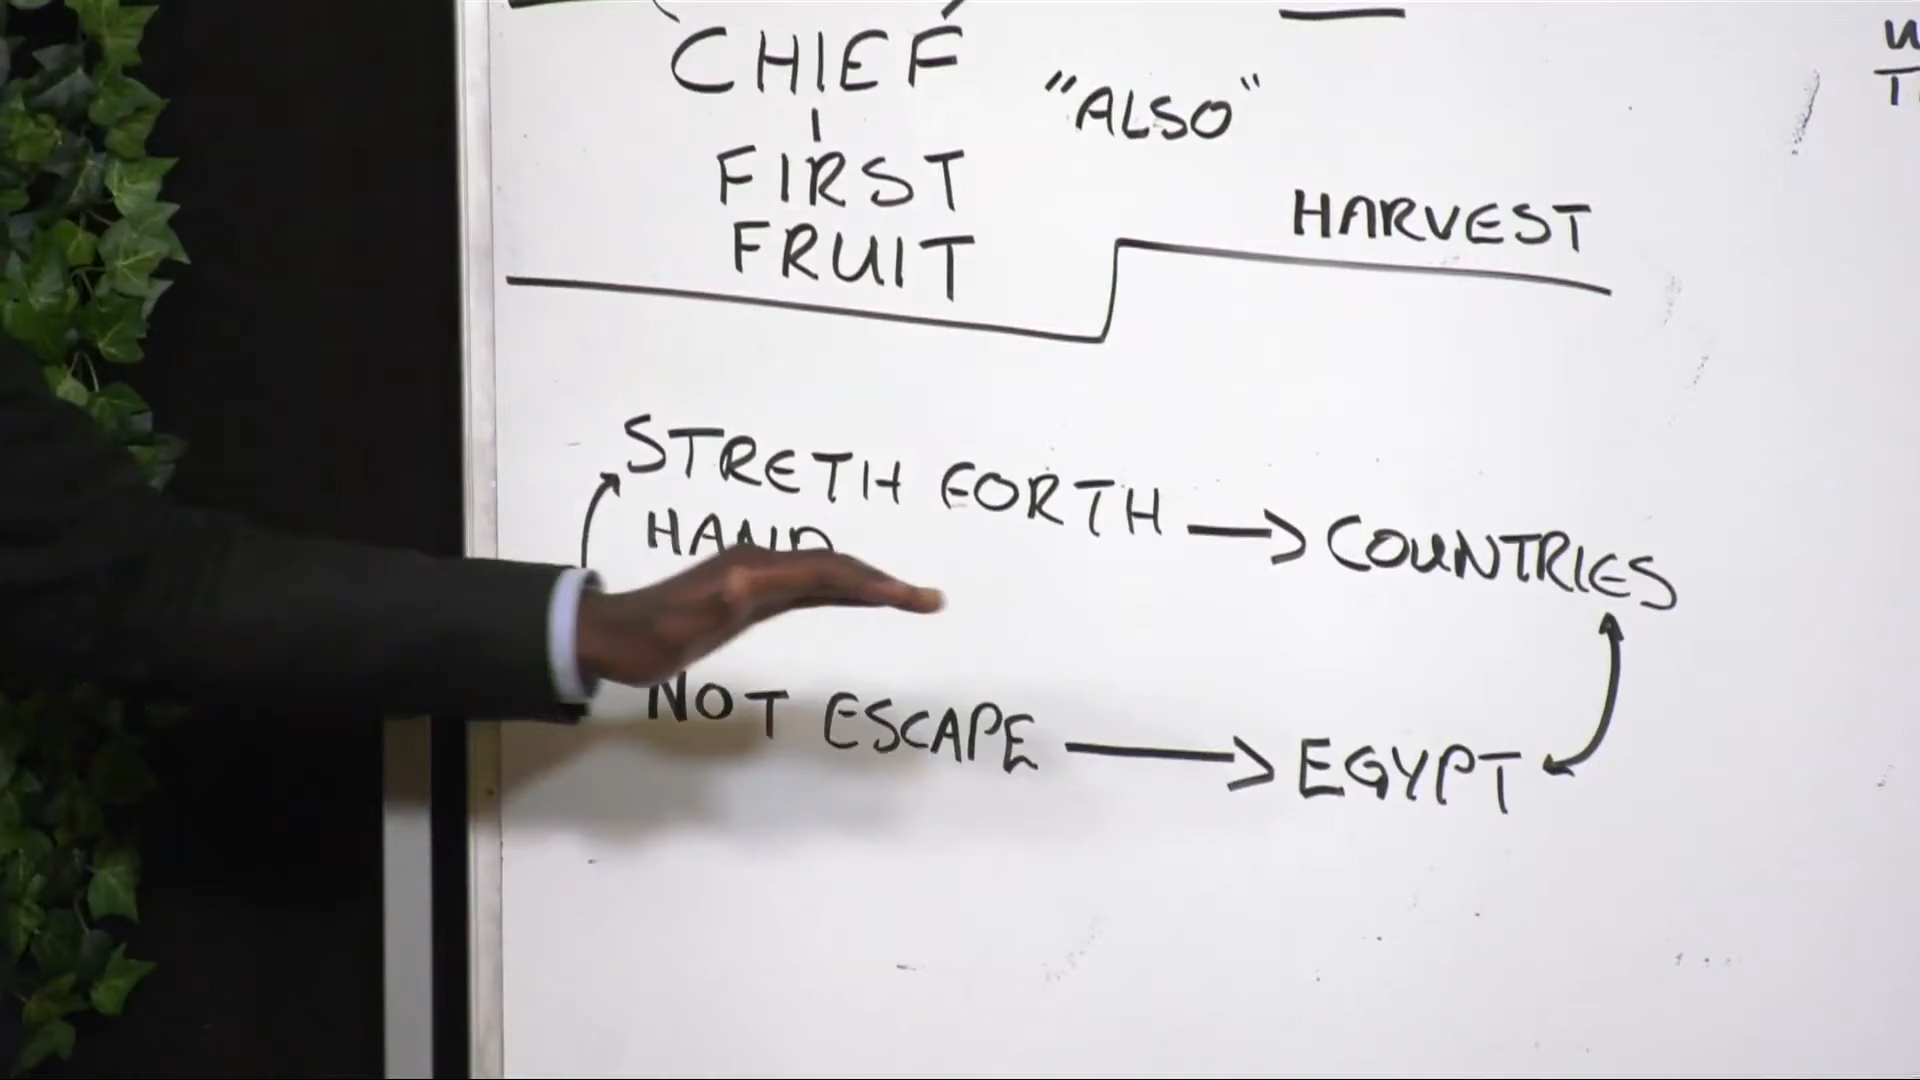 CHIEF
"ALSO"
FIRST
FRUIT
HARVEST
STRETH FORTH → COUNTRIES
HAND
NOT ESCAPE → EGYPT